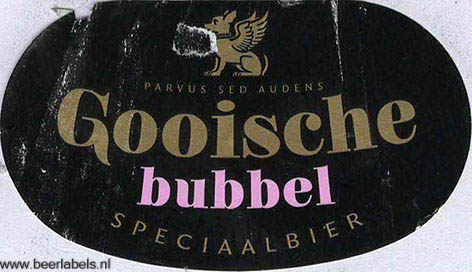 PARVUS SED AUDENS
Gooische
bubbel
SPECIAALBIER
www.beerlabels.nl